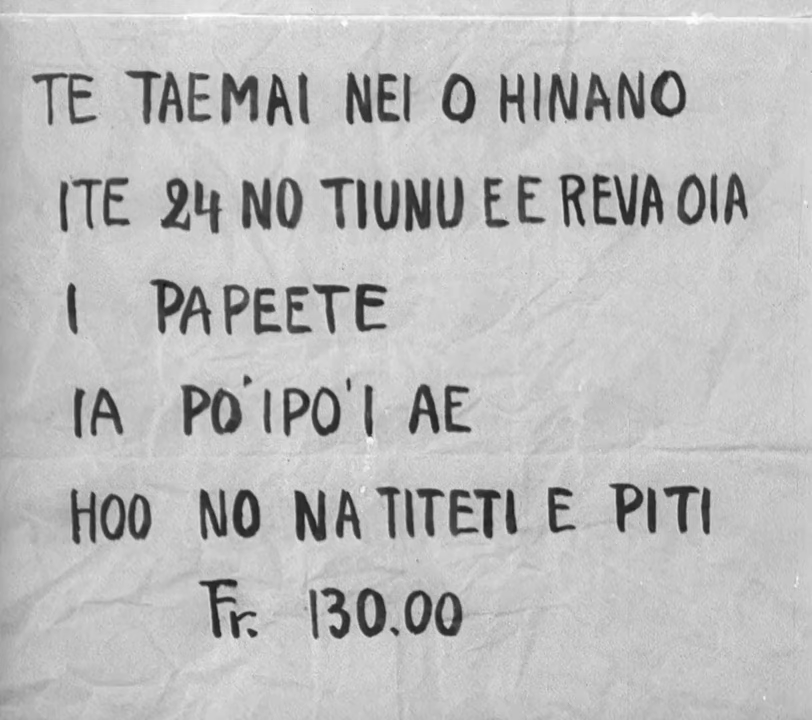 TE TAEMAI NEI O HINANO
ITE 24 NO TIUNU EE REVA OIA
I PAPEETE
IA PO'IPO'I AE
HOO NO NA TITETI E PITI
Fr. 130.00